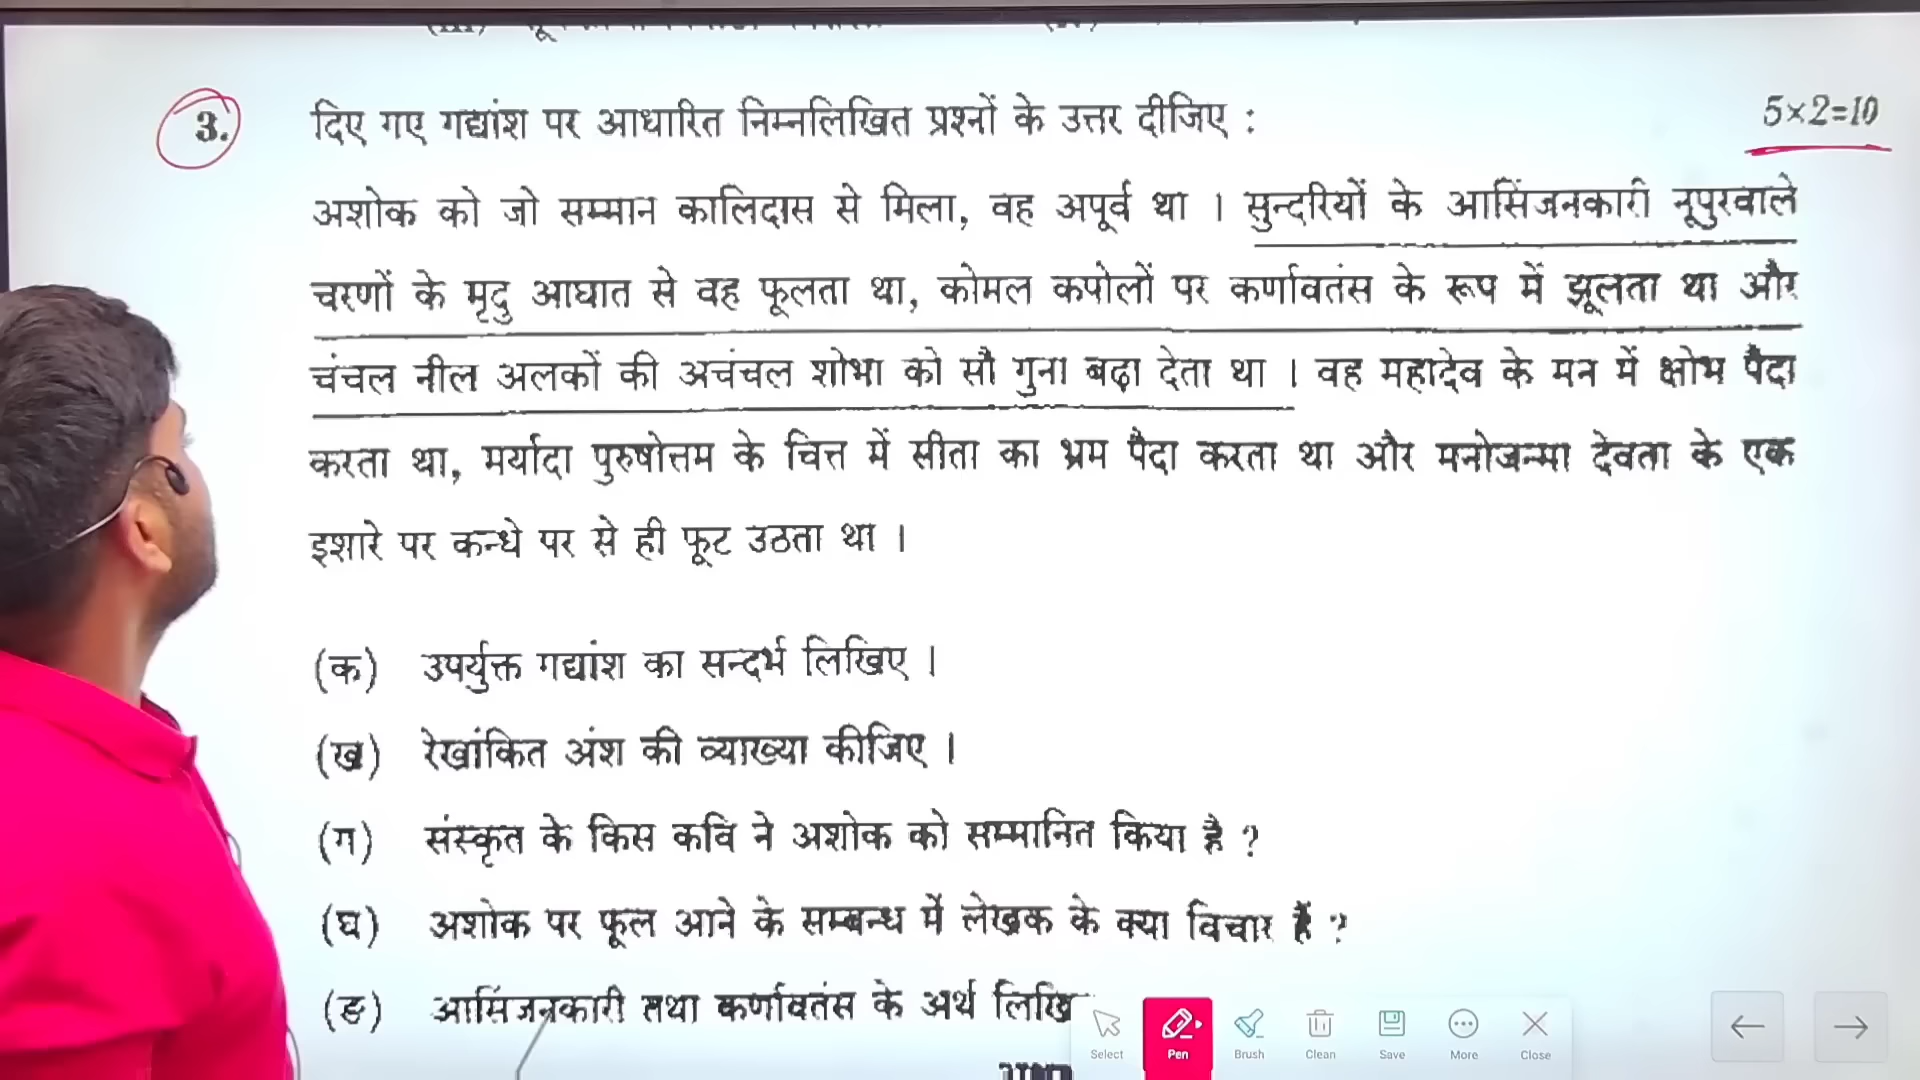 3. दिए गए गद्यांश पर आधारित निम्नलिखित प्रश्नों के उत्तर दीजिए : 5×2=10
अशोक को जो सम्मान कालिदास से मिला, वह अपूर्व था । सुन्दरियों के आसिंजनकारी नूपुरवाले
चरणों के मृदु आघात से वह फूलता था, कोमल कपोलों पर कर्णावतंस के रूप में झूलता था और
चंचल नील अलकों की अचंचल शोभा को सौ गुना बढ़ा देता था । वह महादेव के मन में क्षोभ पैदा
करता था, मर्यादा पुरुषोत्तम के चित्त में सीता का भ्रम पैदा करता था और मनोजन्मा देवता के एक
इशारे पर कन्धे पर से ही फूट उठता था ।
(क) उपर्युक्त गद्यांश का सन्दर्भ लिखिए ।
(ख) रेखांकित अंश की व्याख्या कीजिए ।
(ग) संस्कृत के किस कवि ने अशोक को सम्मानित किया है ?
(घ) अशोक पर फूल आने के सम्बन्ध में लेखक के क्या विचार हैं ?
(ङ) आसिंजनकारी तथा कर्णावतंस के अर्थ लिखि
Select Pen Brush Clean Save More Close